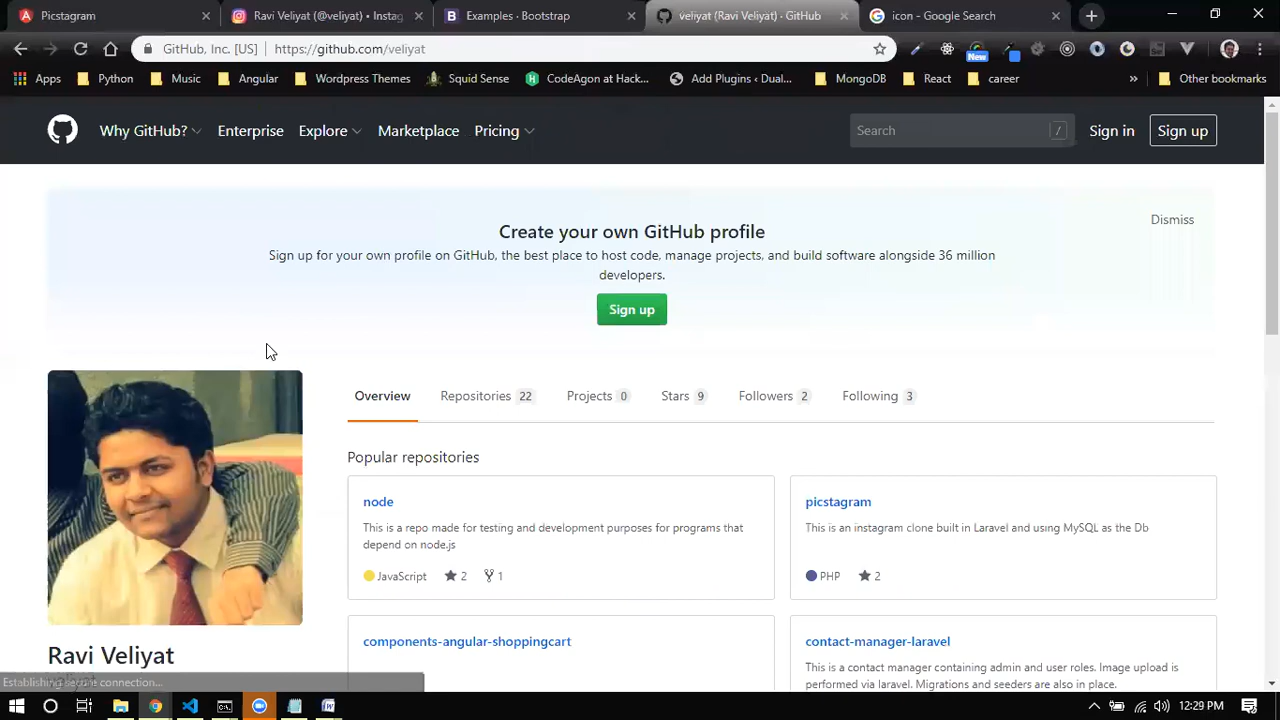 Picstagram
Ravi Veliyat (@veliyat) • Instag
Examples · Bootstrap
veliyat (Ravi Veliyat) · GitHub
icon - Google Search
GitHub, Inc. [US] | https://github.com/veliyat
New
Apps
Python
Music
Angular
Wordpress Themes
Squid Sense
CodeAgon at Hack...
Add Plugins ‹ Dual...
MongoDB
React
career
»
Other bookmarks
Why GitHub?
Enterprise
Explore
Marketplace
Pricing
Search
/
Sign in
Sign up
Create your own GitHub profile
Dismiss
Sign up for your own profile on GitHub, the best place to host code, manage projects, and build software alongside 36 million
developers.
Sign up
Overview
Repositories 22
Projects 0
Stars 9
Followers 2
Following 3
Popular repositories
node
This is a repo made for testing and development purposes for programs that
depend on node.js
JavaScript 2 1
picstagram
This is an instagram clone built in Laravel and using MySQL as the Db
PHP 2
components-angular-shoppingcart
contact-manager-laravel
This is a contact manager containing admin and user roles. Image upload is
performed via laravel. Migrations and seeders are also in place.
Ravi Veliyat
Establishing secure connection...
12:29 PM